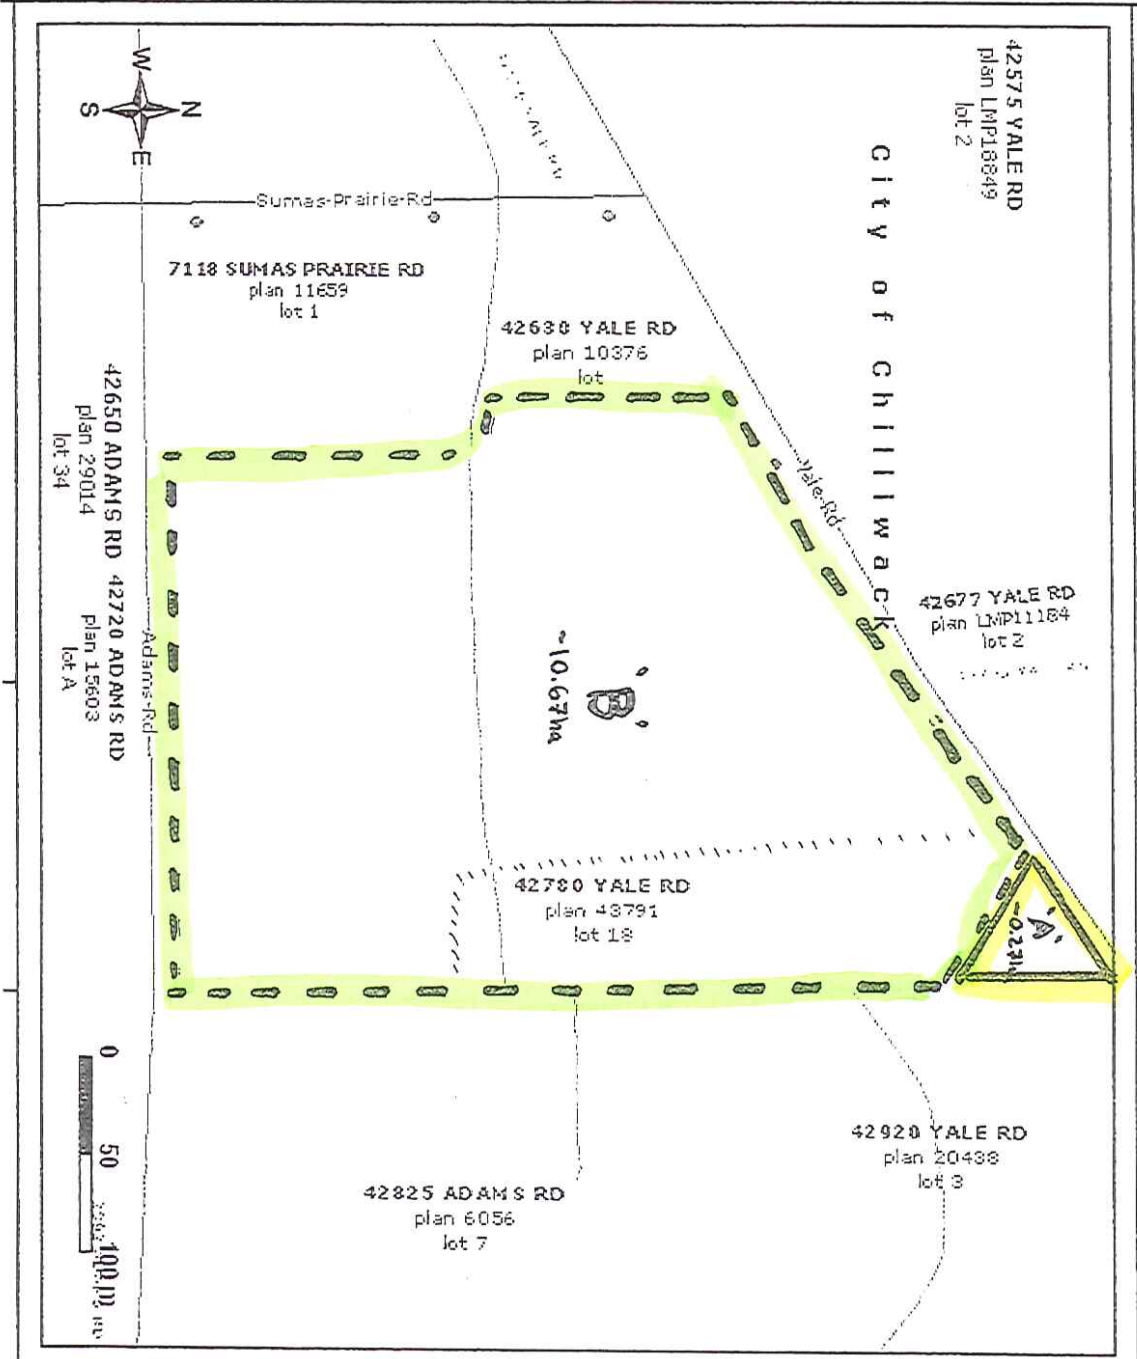 42575 YALE RD
plan LMP18849
lot 2
City of Chilliwack
W
N
S
E
Sumas-Prairie-Rd
7118 SUMAS PRAIRIE RD
plan 11659
lot 1
42630 YALE RD
plan 10376
lot
Yale-Rd
42677 YALE RD
plan LMP11184
lot 2
42650 ADAMS RD
plan 29014
lot 34
42720 ADAMS RD
plan 15603
lot A
Adams-Rd
'B'
~10.67ha
'A'
42780 YALE RD
plan 48791
lot 18
42920 YALE RD
plan 20438
lot 3
42825 ADAMS RD
plan 6056
lot 7
0 50 100 m